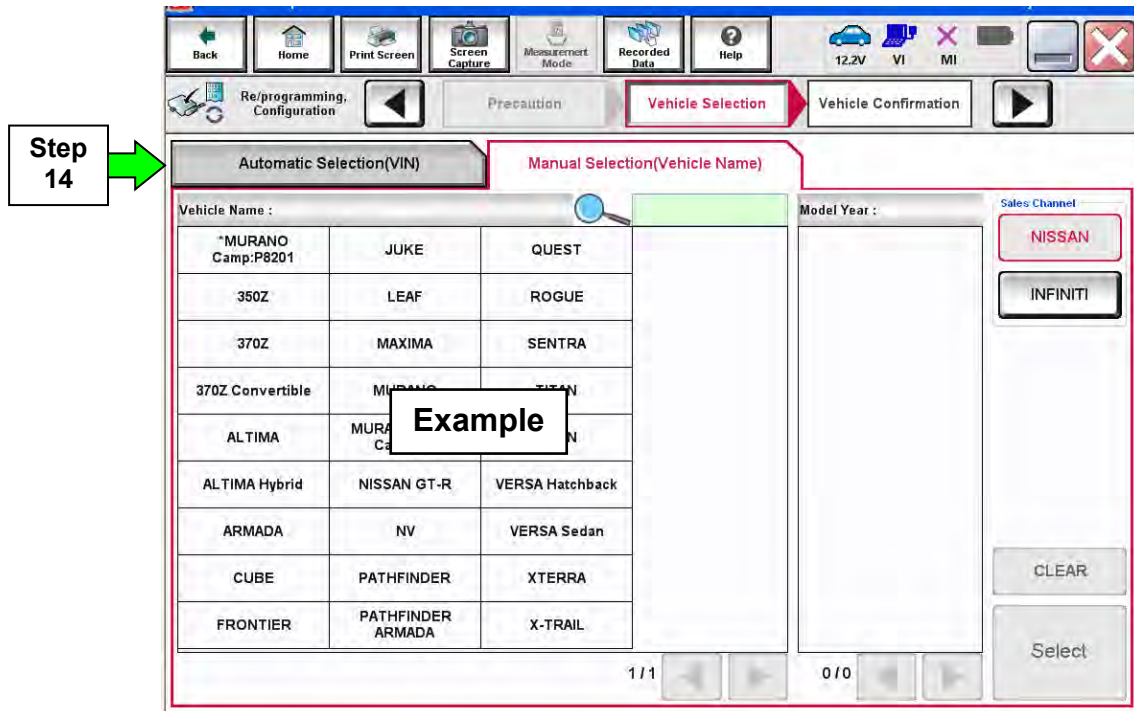 Back
Home
Print Screen
Screen
Capture
Measurement
Mode
Recorded
Data
Help
12.2V
VI
MI
Re/programming,
Configuration
Precaution
Vehicle Selection
Vehicle Confirmation
Step
14
Automatic Selection(VIN)
Manual Selection(Vehicle Name)
Vehicle Name :
Model Year :
Sales Channel
*MURANO
Camp:P8201
JUKE
QUEST
NISSAN
350Z
LEAF
ROGUE
INFINITI
370Z
MAXIMA
SENTRA
370Z Convertible
Example
ALTIMA
ALTIMA Hybrid
NISSAN GT-R
VERSA Hatchback
ARMADA
NV
VERSA Sedan
CUBE
PATHFINDER
XTERRA
CLEAR
FRONTIER
PATHFINDER
ARMADA
X-TRAIL
Select
1/1
0/0